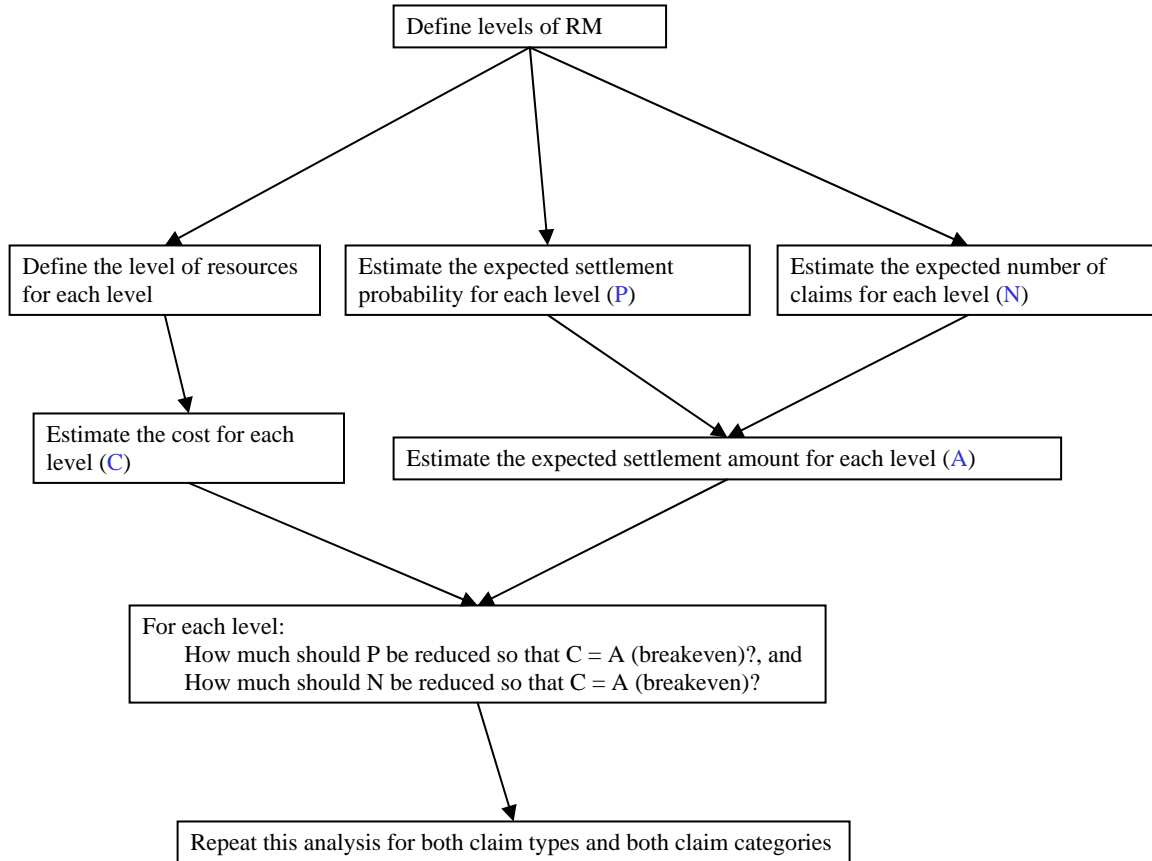 Define levels of RM
Define the level of resources
for each level
Estimate the expected settlement
probability for each level (P)
Estimate the expected number of
claims for each level (N)
Estimate the cost for each
level (C)
Estimate the expected settlement amount for each level (A)
For each level:
How much should P be reduced so that C = A (breakeven)?, and
How much should N be reduced so that C = A (breakeven)?
Repeat this analysis for both claim types and both claim categories